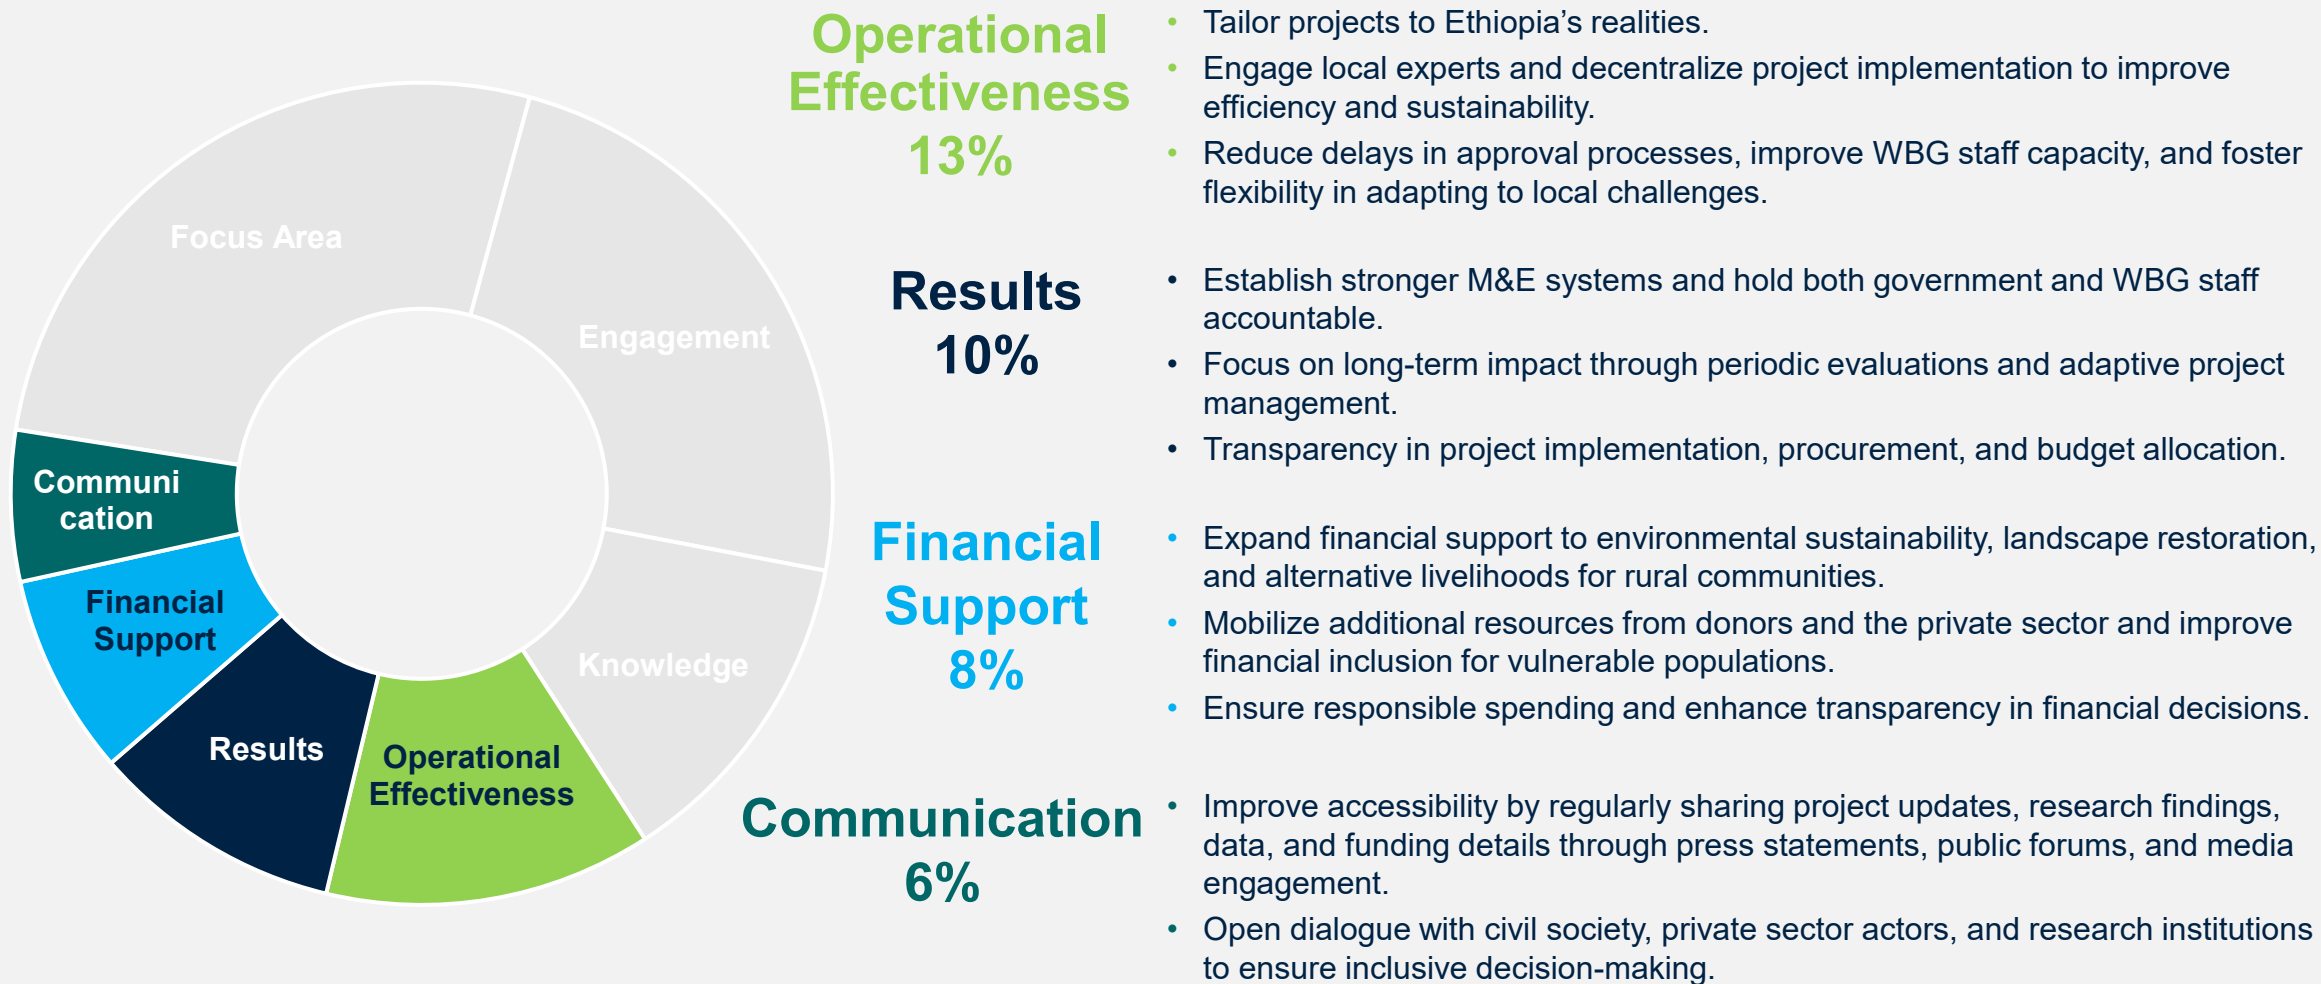 Focus Area
Engagement
Knowledge
Operational
Effectiveness
Results
Financial
Support
Communi
cation
Operational
Effectiveness
13%
• Tailor projects to Ethiopia’s realities.
• Engage local experts and decentralize project implementation to improve
efficiency and sustainability.
• Reduce delays in approval processes, improve WBG staff capacity, and foster
flexibility in adapting to local challenges.
Results
10%
• Establish stronger M&E systems and hold both government and WBG staff
accountable.
• Focus on long-term impact through periodic evaluations and adaptive project
management.
• Transparency in project implementation, procurement, and budget allocation.
Financial
Support
8%
• Expand financial support to environmental sustainability, landscape restoration,
and alternative livelihoods for rural communities.
• Mobilize additional resources from donors and the private sector and improve
financial inclusion for vulnerable populations.
• Ensure responsible spending and enhance transparency in financial decisions.
Communication
6%
• Improve accessibility by regularly sharing project updates, research findings,
data, and funding details through press statements, public forums, and media
engagement.
• Open dialogue with civil society, private sector actors, and research institutions
to ensure inclusive decision-making.